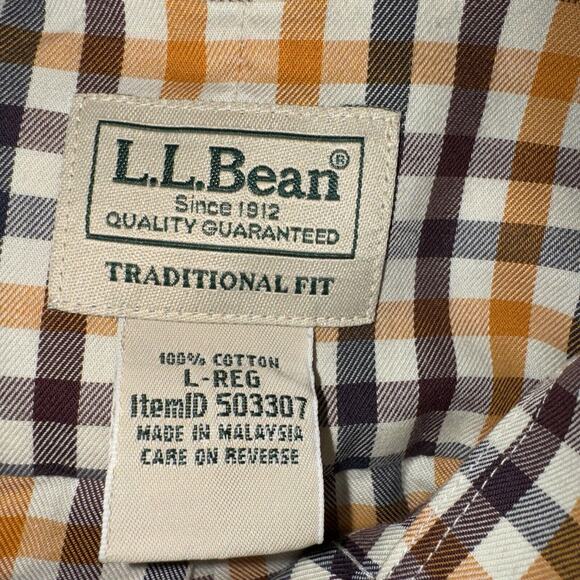 L.L.Bean®
Since 1912
QUALITY GUARANTEED
TRADITIONAL FIT
100% COTTON
L-REG
ItemID 503307
MADE IN MALAYSIA
CARE ON REVERSE